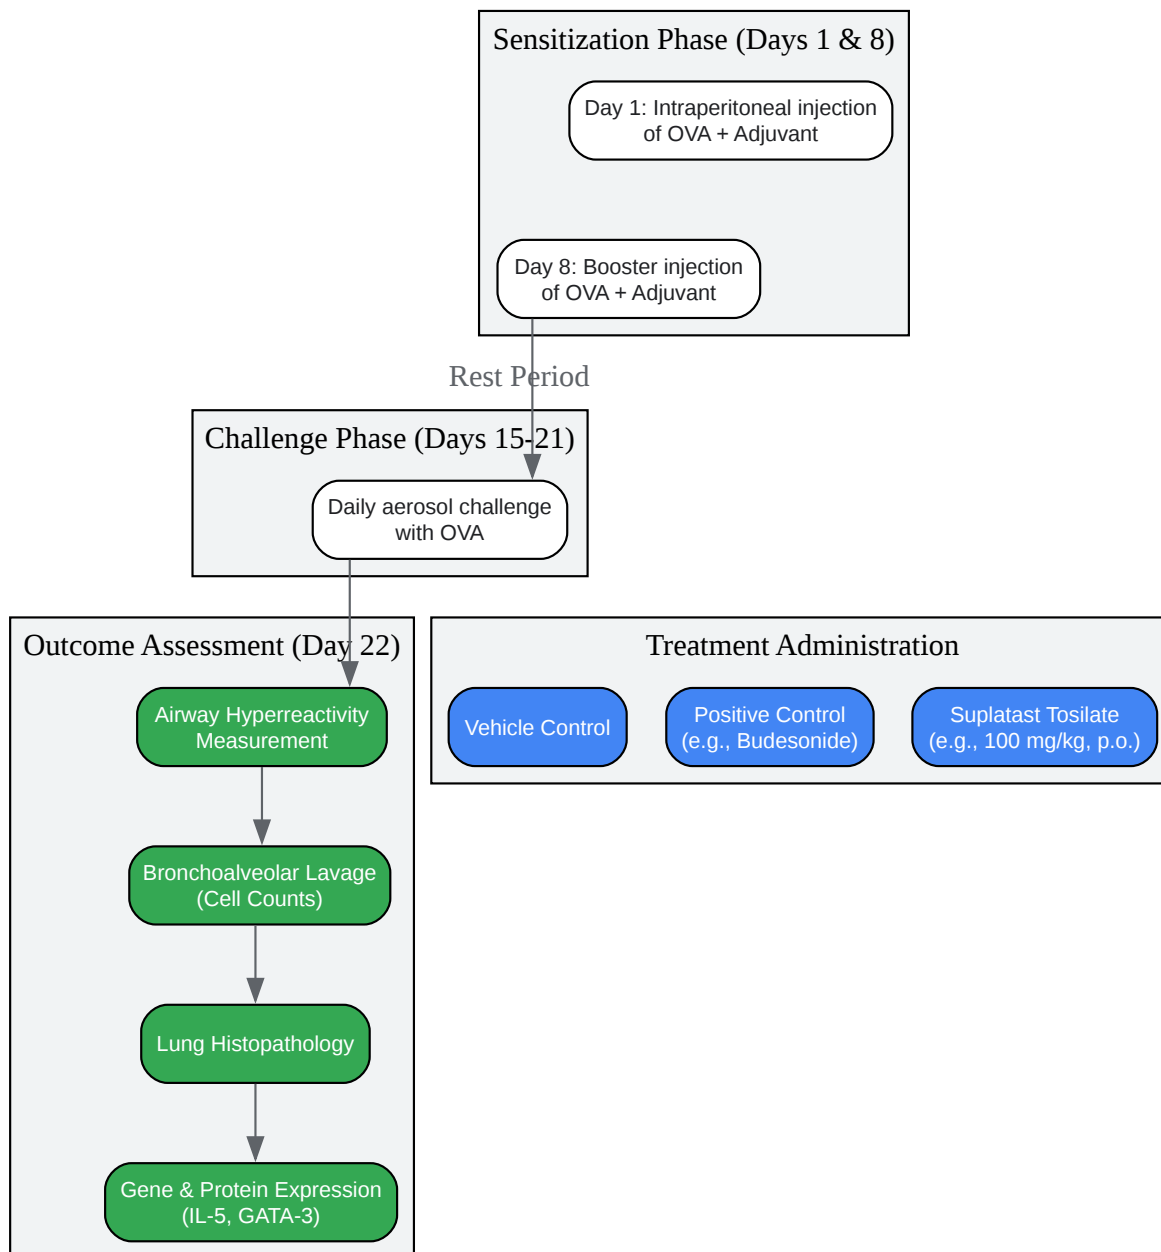 Sensitization Phase (Days 1 & 8)
Day 1: Intraperitoneal injection
of OVA + Adjuvant
Day 8: Booster injection
of OVA + Adjuvant
Rest Period
Challenge Phase (Days 15-21)
Daily aerosol challenge
with OVA
Outcome Assessment (Day 22)
Airway Hyperreactivity
Measurement
Bronchoalveolar Lavage
(Cell Counts)
Lung Histopathology
Gene & Protein Expression
(IL-5, GATA-3)
Treatment Administration
Vehicle Control
Positive Control
(e.g., Budesonide)
Suplatast Tosilate
(e.g., 100 mg/kg, p.o.)